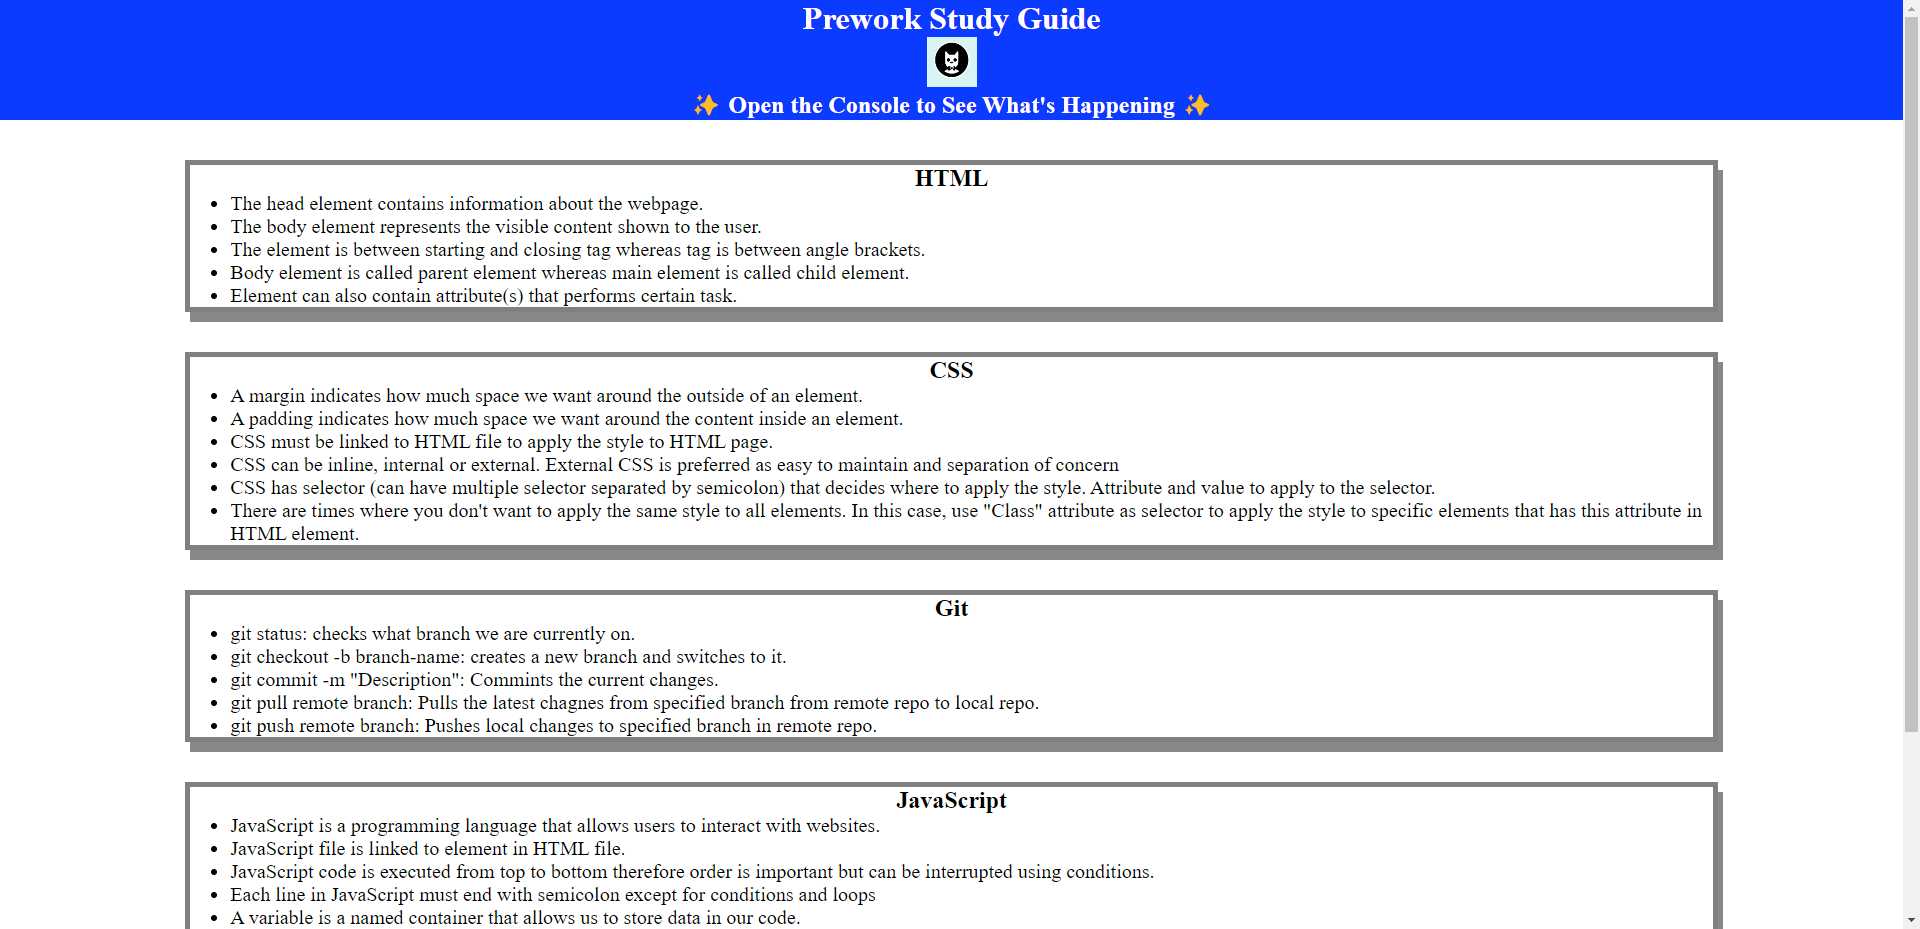 Prework Study Guide
✨ Open the Console to See What's Happening ✨
HTML
• The head element contains information about the webpage.
• The body element represents the visible content shown to the user.
• The element is between starting and closing tag whereas tag is between angle brackets.
• Body element is called parent element whereas main element is called child element.
• Element can also contain attribute(s) that performs certain task.
CSS
• A margin indicates how much space we want around the outside of an element.
• A padding indicates how much space we want around the content inside an element.
• CSS must be linked to HTML file to apply the style to HTML page.
• CSS can be inline, internal or external. External CSS is preferred as easy to maintain and separation of concern
• CSS has selector (can have multiple selector separated by semicolon) that decides where to apply the style. Attribute and value to apply to the selector.
• There are times where you don't want to apply the same style to all elements. In this case, use "Class" attribute as selector to apply the style to specific elements that has this attribute in
HTML element.
Git
• git status: checks what branch we are currently on.
• git checkout -b branch-name: creates a new branch and switches to it.
• git commit -m "Description": Commints the current changes.
• git pull remote branch: Pulls the latest chagnes from specified branch from remote repo to local repo.
• git push remote branch: Pushes local changes to specified branch in remote repo.
JavaScript
• JavaScript is a programming language that allows users to interact with websites.
• JavaScript file is linked to element in HTML file.
• JavaScript code is executed from top to bottom therefore order is important but can be interrupted using conditions.
• Each line in JavaScript must end with semicolon except for conditions and loops
• A variable is a named container that allows us to store data in our code.